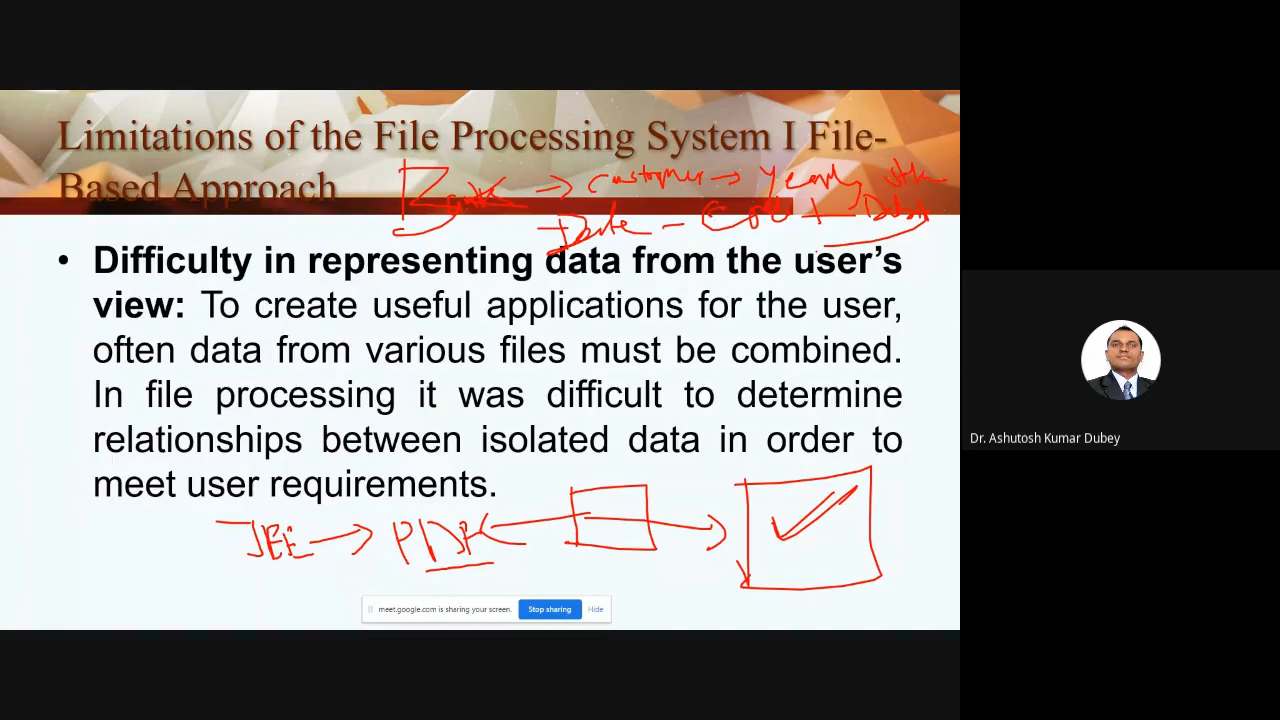 Limitations of the File Processing System I File-
Based Approach
Bank → Customer → Yearly
Date -
• Difficulty in representing data from the user’s
view: To create useful applications for the user,
often data from various files must be combined.
In file processing it was difficult to determine
relationships between isolated data in order to
meet user requirements.
JEE → PDF
meet.google.com is sharing your screen.
Stop sharing
Hide
Dr. Ashutosh Kumar Dubey